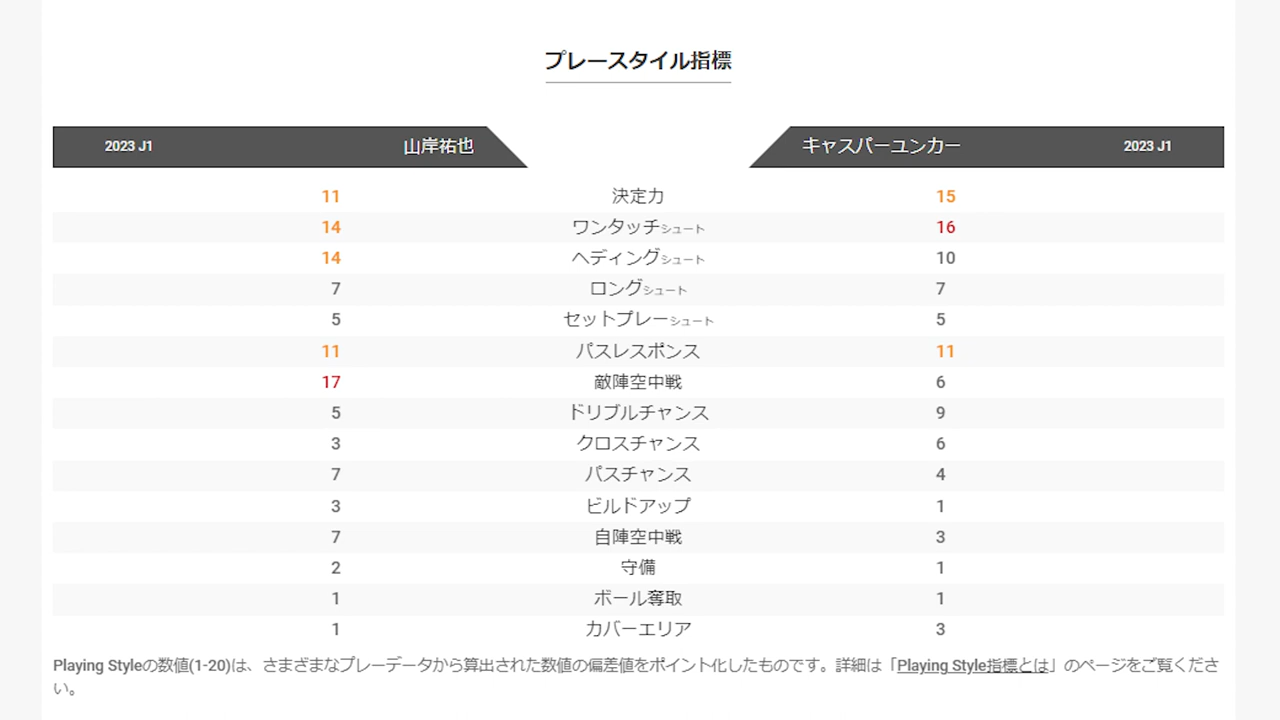 プレースタイル指標
2023 J1 山岸祐也 キャスパーユンカー 2023 J1
11 決定力 15
14 ワンタッチシュート 16
14 ヘディングシュート 10
7 ロングシュート 7
5 セットプレーシュート 5
11 パスレスポンス 11
17 敵陣空中戦 6
5 ドリブルチャンス 9
3 クロスチャンス 6
7 パスチャンス 4
3 ビルドアップ 1
7 自陣空中戦 3
2 守備 1
1 ボール奪取 1
1 カバーエリア 3
Playing Styleの数値(1-20)は、さまざまなプレーデータから算出された数値の偏差値をポイント化したものです。詳細は「Playing Style指標とは」のページをご覧くださ
い。